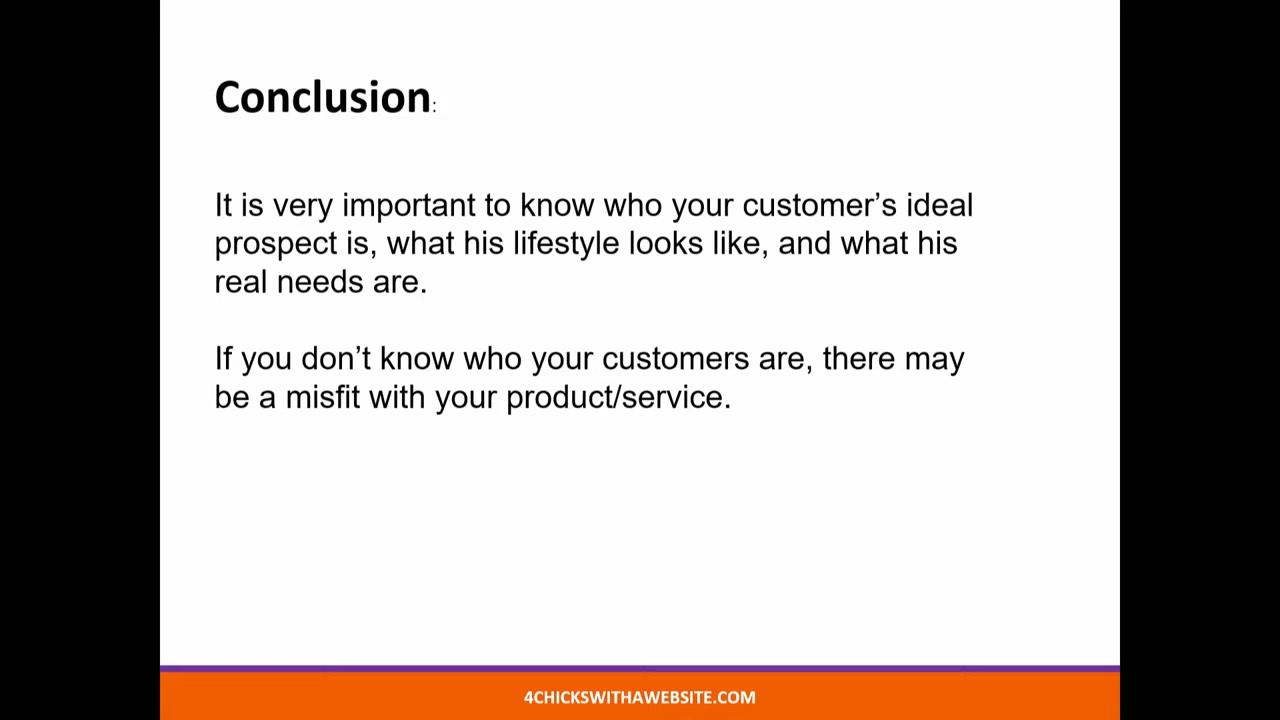 Conclusion:
It is very important to know who your customer’s ideal
prospect is, what his lifestyle looks like, and what his
real needs are.
If you don’t know who your customers are, there may
be a misfit with your product/service.
4CHICKSWITHAWEBSITE.COM